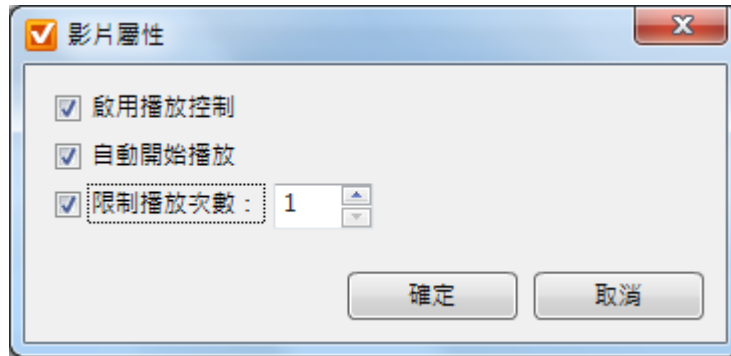 影片屬性
啟用播放控制
自動開始播放
限制播放次數： 1
確定 取消